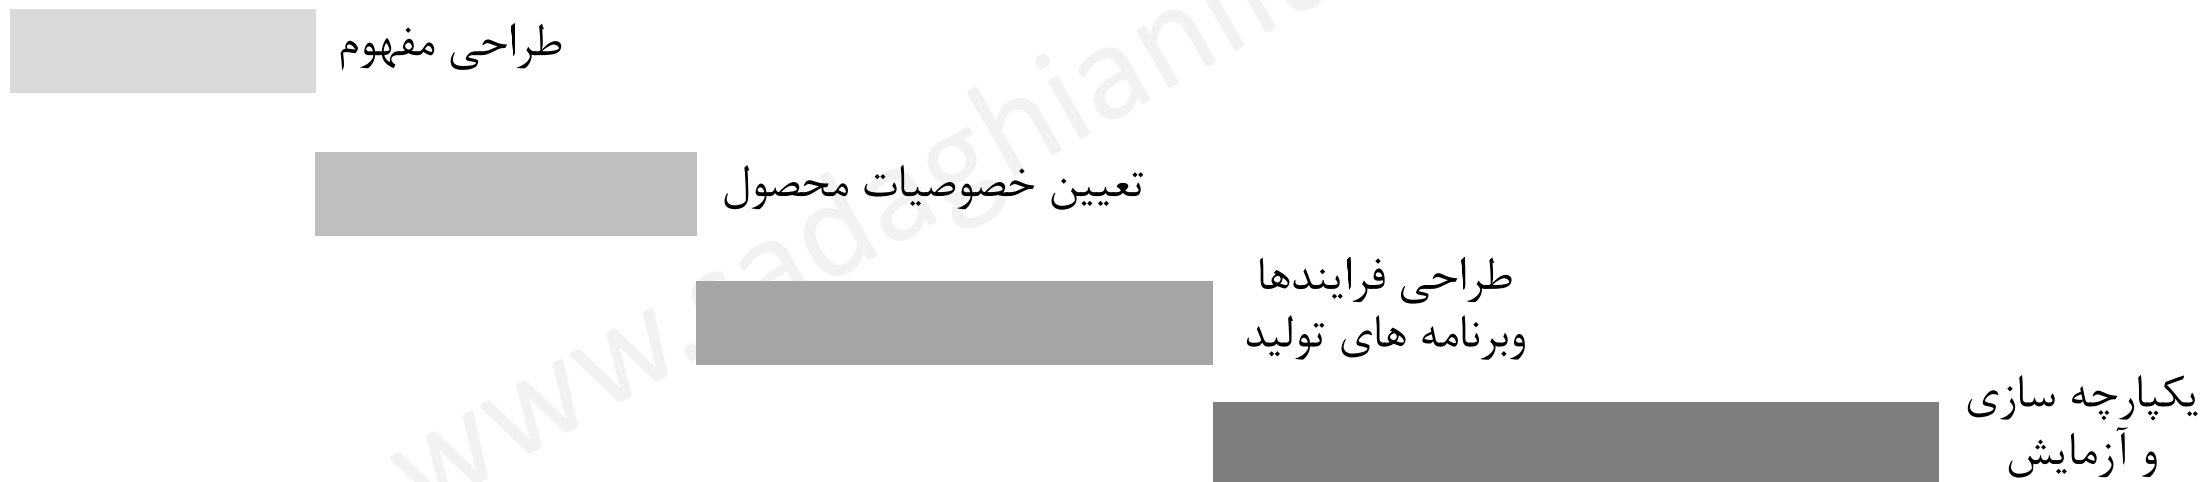 طراحی مفهوم
تعیین خصوصیات محصول
طراحی فرایندها
وبرنامه های تولید
یکپارچه سازی
و آزمایش